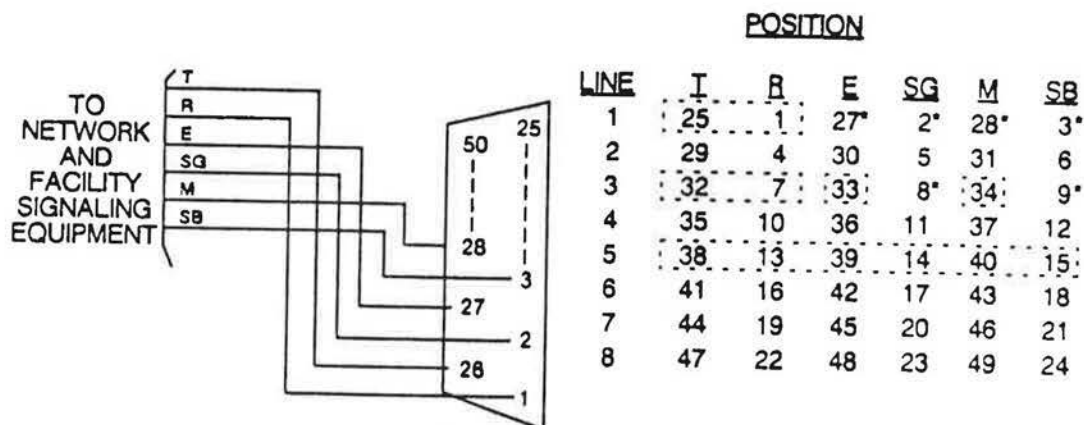 POSITION
LINE T R E SG M SB
1 25 1 27* 2* 28* 3*
2 29 4 30 5 31 6
3 32 7 33 8* 34 9*
4 35 10 36 11 37 12
5 38 13 39 14 40 15
6 41 16 42 17 43 18
7 44 19 45 20 46 21
8 47 22 48 23 49 24
TO
NETWORK
AND
FACILITY
SIGNALING
EQUIPMENT
T
R
E
SG
M
SB
50
25
28
3
27
2
26
1